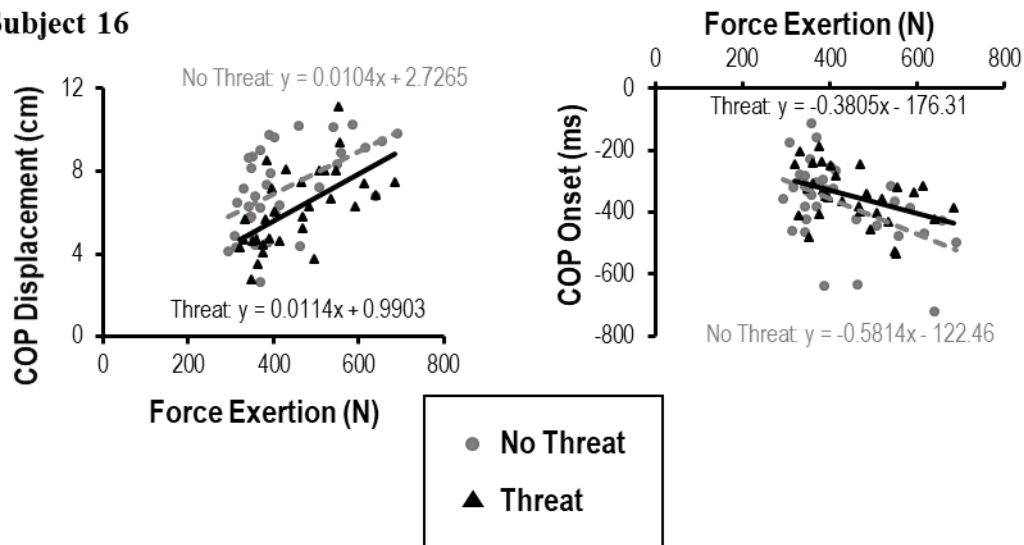 Subject 16
No Threat: y = 0.0104x + 2.7265
12
8
4
0
COP Displacement (cm)
Threat: y = 0.0114x + 0.9903
0 200 400 600 800
Force Exertion (N)
Force Exertion (N)
0 200 400 600 800
0
-200
-400
-600
-800
COP Onset (ms)
Threat: y = -0.3805x - 176.31
No Threat: y = -0.5814x - 122.46
No Threat
Threat